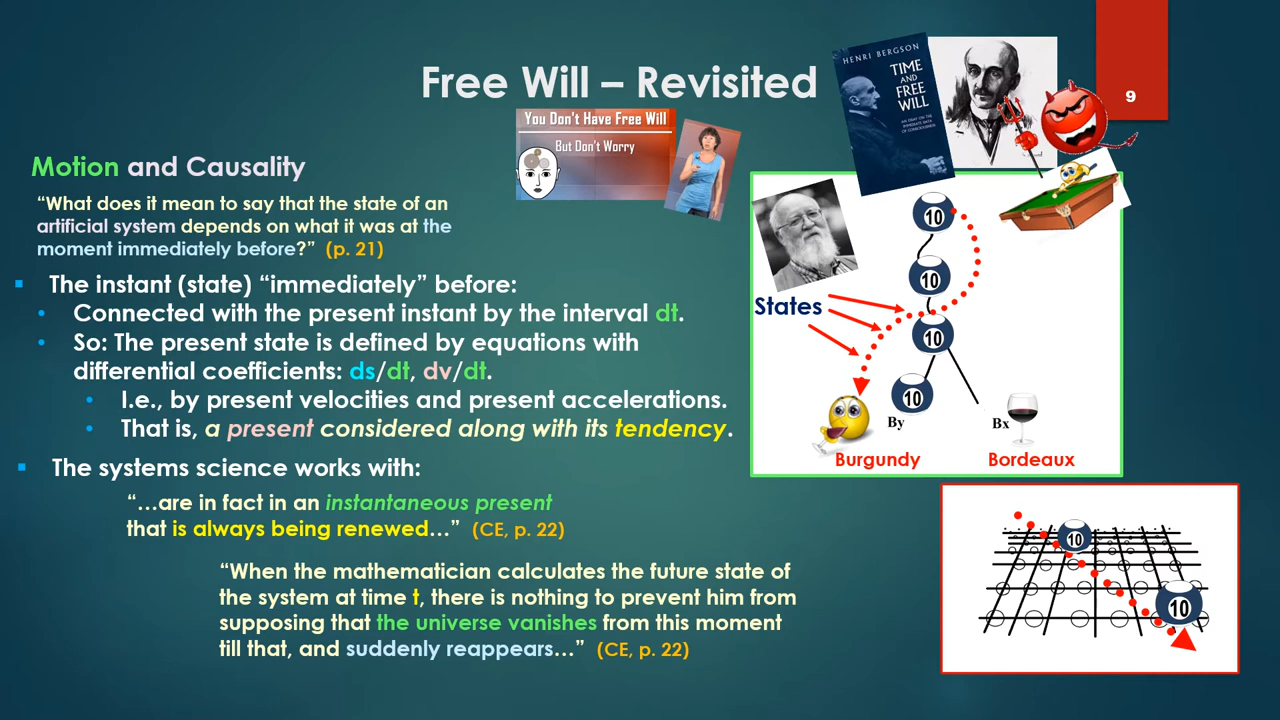 9
Free Will – Revisited
HENRI BERGSON
TIME
AND
FREE
WILL
AN ESSAY ON THE
IMMEDIATE DATA
OF CONSCIOUSNESS
You Don't Have Free Will
But Don't Worry
Motion and Causality
“What does it mean to say that the state of an
artificial system depends on what it was at the
moment immediately before?” (p. 21)
▪ The instant (state) “immediately” before:
• Connected with the present instant by the interval dt.
• So: The present state is defined by equations with
differential coefficients: ds/dt, dv/dt.
• I.e., by present velocities and present accelerations.
• That is, a present considered along with its tendency.
▪ The systems science works with:
“…are in fact in an instantaneous present
that is always being renewed…” (CE, p. 22)
“When the mathematician calculates the future state of
the system at time t, there is nothing to prevent him from
supposing that the universe vanishes from this moment
till that, and suddenly reappears…” (CE, p. 22)
10
10
States
10
10
By
Bx
Burgundy
Bordeaux
10
10